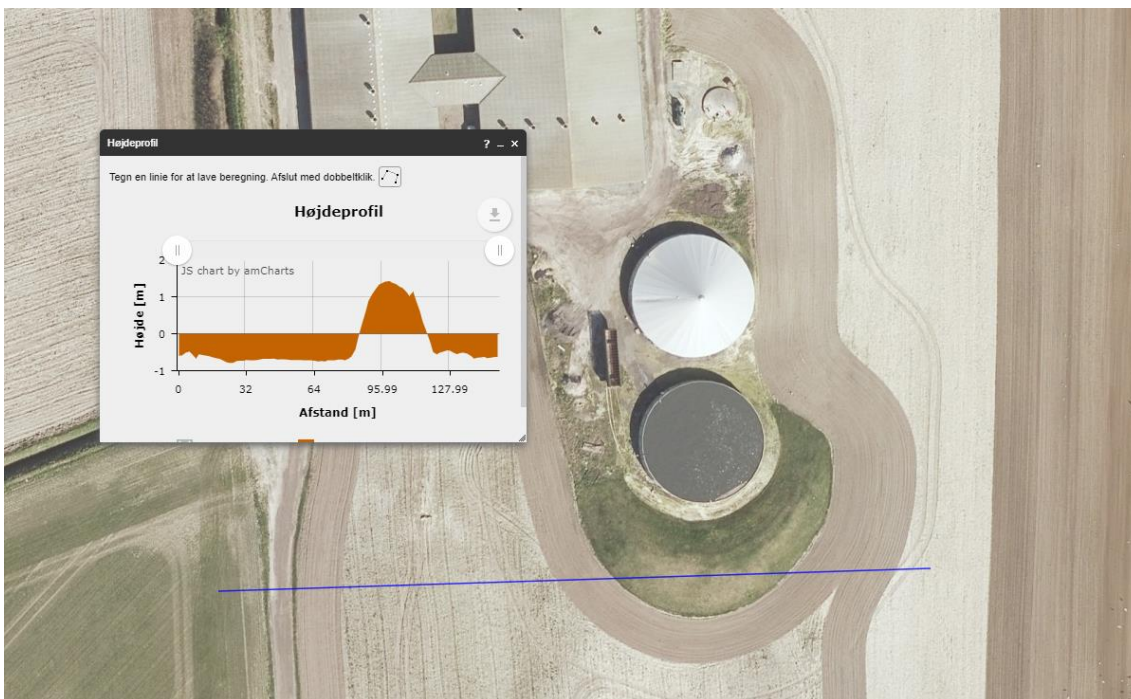 Højdeprofil ? – ×
Tegn en linie for at lave beregning. Afslut med dobbeltklik.
Højdeprofil
JS chart by amCharts
Højde [m]
2
1
0
-1
0 32 64 95.99 127.99
Afstand [m]